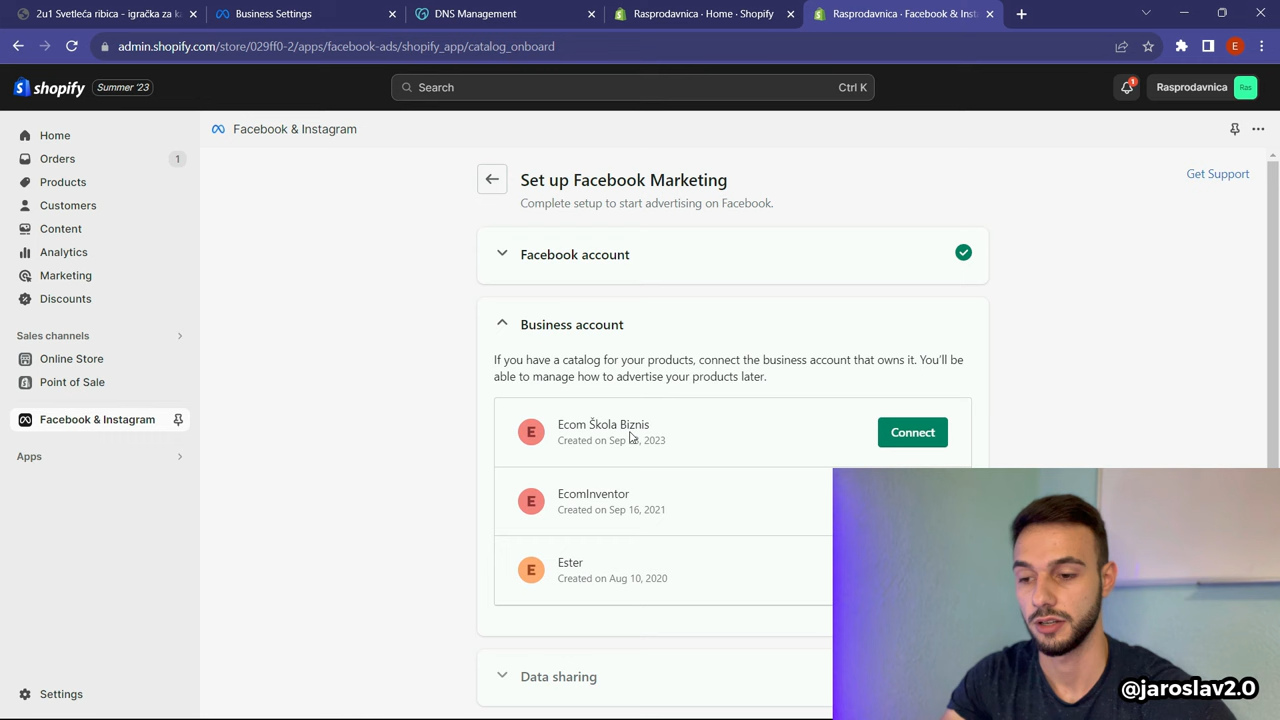 2u1 Svetleća ribica - igračka za k
Business Settings
DNS Management
Rasprodavnica · Home · Shopify
Rasprodavnica · Facebook & Inst
admin.shopify.com/store/029ff0-2/apps/facebook-ads/shopify_app/catalog_onboard
E
shopify
Summer '23
Search
Ctrl K
1
Rasprodavnica
Ras
Home
Orders
1
Products
Customers
Content
Analytics
Marketing
Discounts
Sales channels
Online Store
Point of Sale
Facebook & Instagram
Apps
Settings
Facebook & Instagram
Get Support
Set up Facebook Marketing
Complete setup to start advertising on Facebook.
Facebook account
Business account
If you have a catalog for your products, connect the business account that owns it. You'll be
able to manage how to advertise your products later.
E
Ecom Škola Biznis
Created on Sep , 2023
Connect
E
EcomInventor
Created on Sep 16, 2021
E
Ester
Created on Aug 10, 2020
Data sharing
@jaroslav2.0